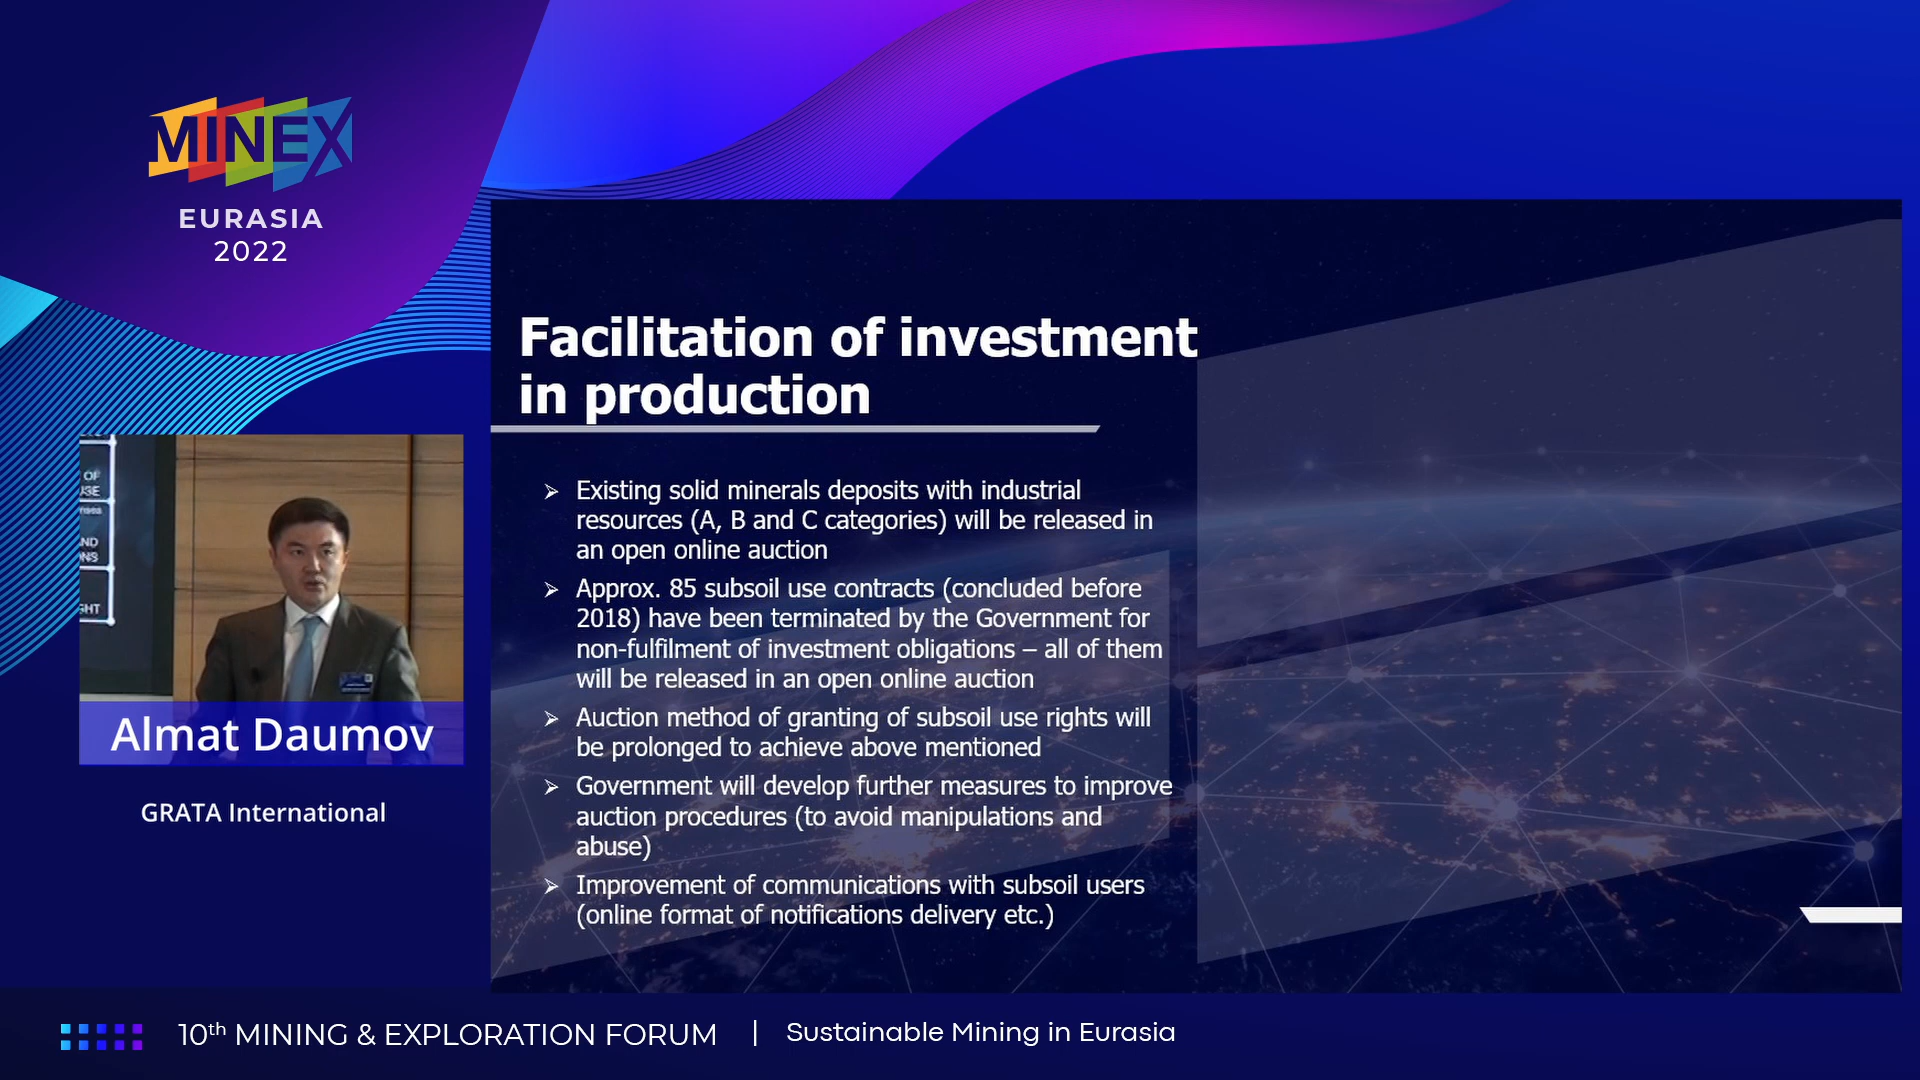 MINEX
EURASIA
2022
Facilitation of investment
in production
Existing solid minerals deposits with industrial
resources (A, B and C categories) will be released in
an open online auction
Approx. 85 subsoil use contracts (concluded before
2018) have been terminated by the Government for
non-fulfilment of investment obligations – all of them
will be released in an open online auction
Auction method of granting of subsoil use rights will
be prolonged to achieve above mentioned
Government will develop further measures to improve
auction procedures (to avoid manipulations and
abuse)
Improvement of communications with subsoil users
(online format of notifications delivery etc.)
OF
Almat Daumov
GRATA International
10th MINING & EXPLORATION FORUM | Sustainable Mining in Eurasia